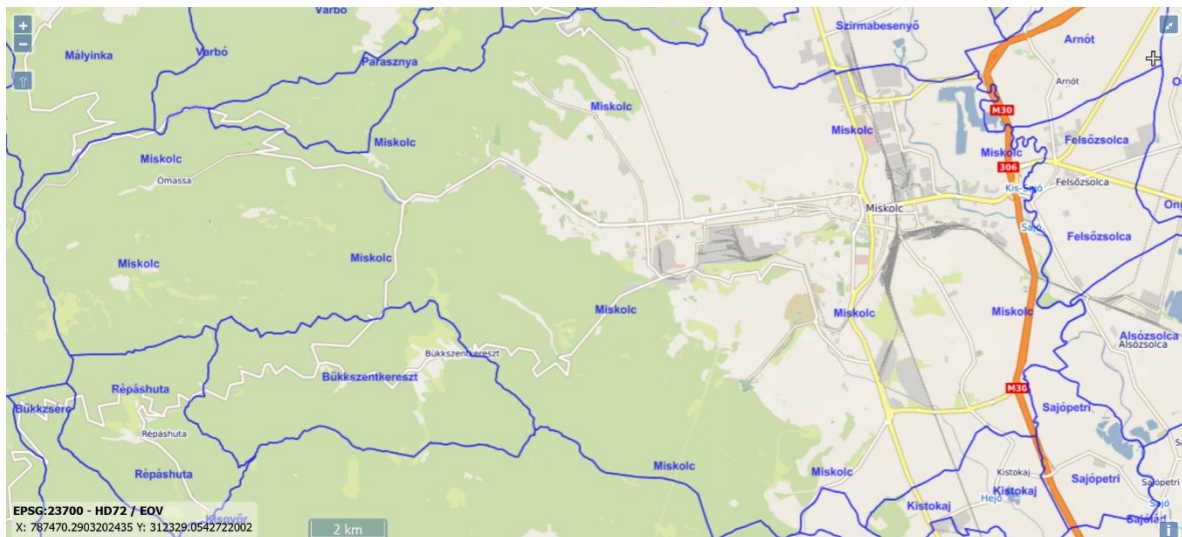 +
−
Varbó
Szirmabesenyő
Arnót
Mályinka
Varbó
Parasznya
Arnót
Miskolc
M30
Miskolc
Miskolc
Felsőzsolca
Miskolc
Miskolc
306
Ómassa
Felsőzsolca
Kis-Sajó
Miskolc
Sajó
Felsőzsolca
Miskolc
Miskolc
Miskolc
Miskolc
Miskolc
Alsózsolca
Alsózsolca
Bükkszentkereszt
Bükkszentkereszt
Répáshuta
M30
Bükkzsérc
Sajópetri
Répáshuta
Miskolc
Miskolc
Kistokaj
Répáshuta
Sajópetri
Sajópetri
Kistokaj
Hejő
Sajó
Kistokaj
Kisgyőr
Sajólád
EPSG:23700 - HD72 / EOV
X: 787470.2903202435 Y: 312329.0542722002
2 km
i